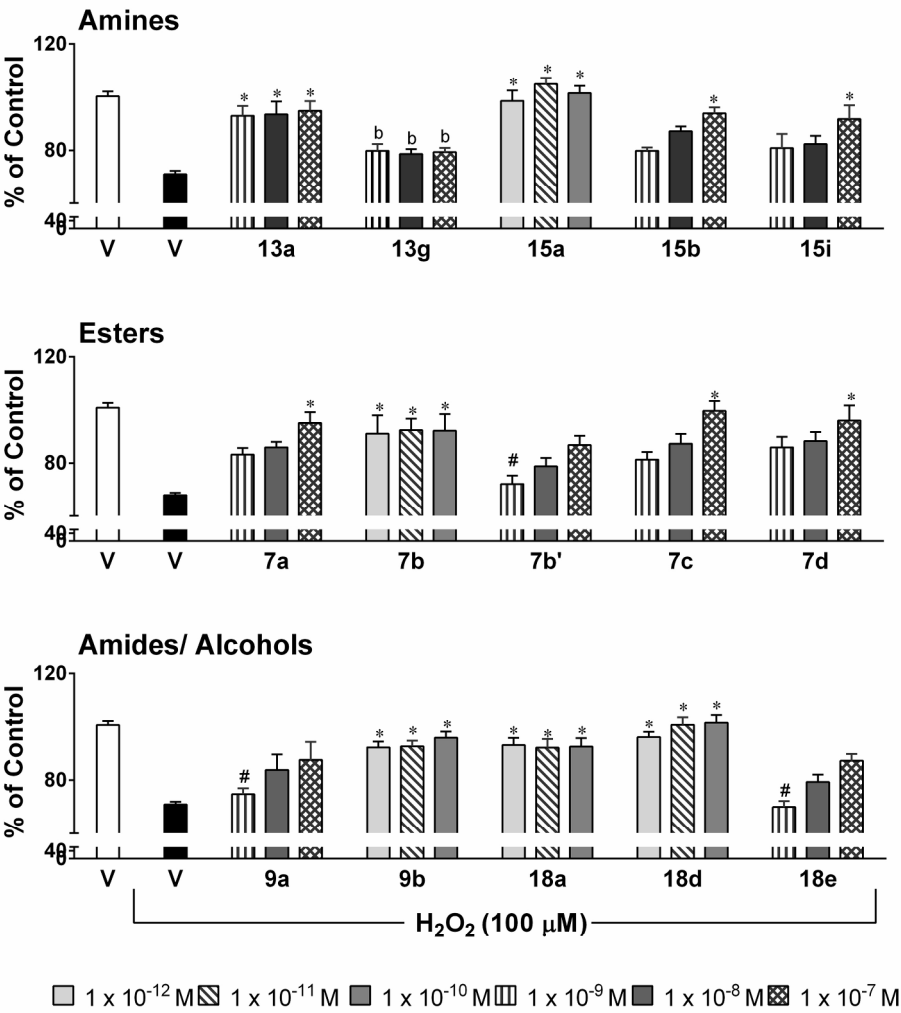 Amines
% of Control
120
80
40
0
* * *
b b b
* * *
*
*
V V 13a 13g 15a 15b 15i
Esters
% of Control
120
80
40
0
*
* * *
#
*
*
V V 7a 7b 7b' 7c 7d
Amides/ Alcohols
% of Control
120
80
40
0
#
* * *
* * *
* * *
#
V V 9a 9b 18a 18d 18e
H₂O₂ (100 µM)
1 x 10⁻¹² M 1 x 10⁻¹¹ M 1 x 10⁻¹⁰ M 1 x 10⁻⁹ M 1 x 10⁻⁸ M 1 x 10⁻⁷ M